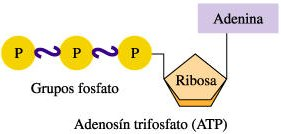 Adenina
P P P
Ribosa
Grupos fosfato
Adenosín trifosfato (ATP)